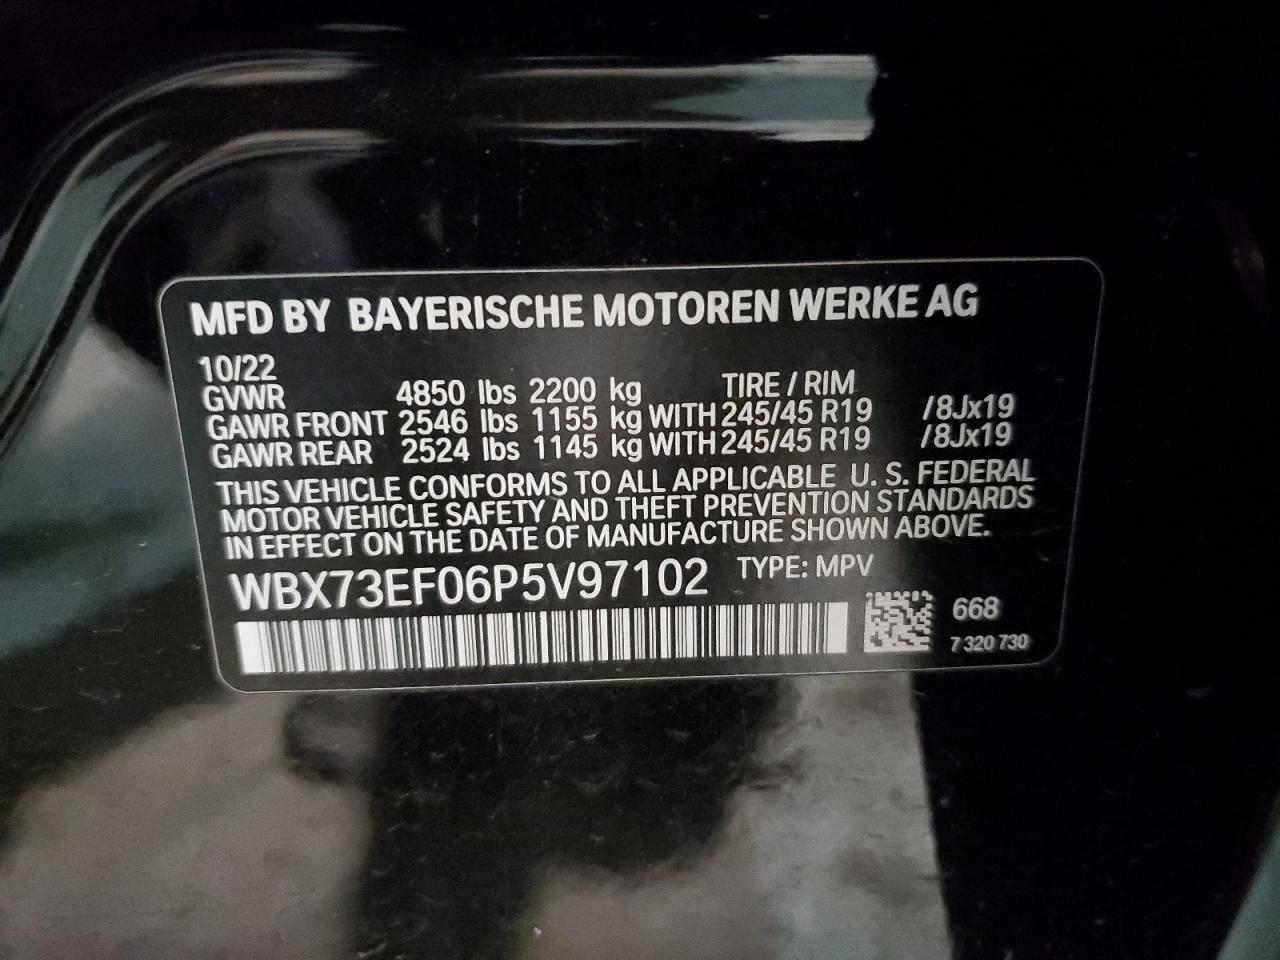 MFD BY BAYERISCHE MOTOREN WERKE AG
10/22
GVWR 4850 lbs 2200 kg TIRE / RIM
GAWR FRONT 2546 lbs 1155 kg WITH 245/45 R19 /8Jx19
GAWR REAR 2524 lbs 1145 kg WITH 245/45 R19 /8Jx19
THIS VEHICLE CONFORMS TO ALL APPLICABLE U. S. FEDERAL
MOTOR VEHICLE SAFETY AND THEFT PREVENTION STANDARDS
IN EFFECT ON THE DATE OF MANUFACTURE SHOWN ABOVE.
WBX73EF06P5V97102 TYPE: MPV
668
7 320 730